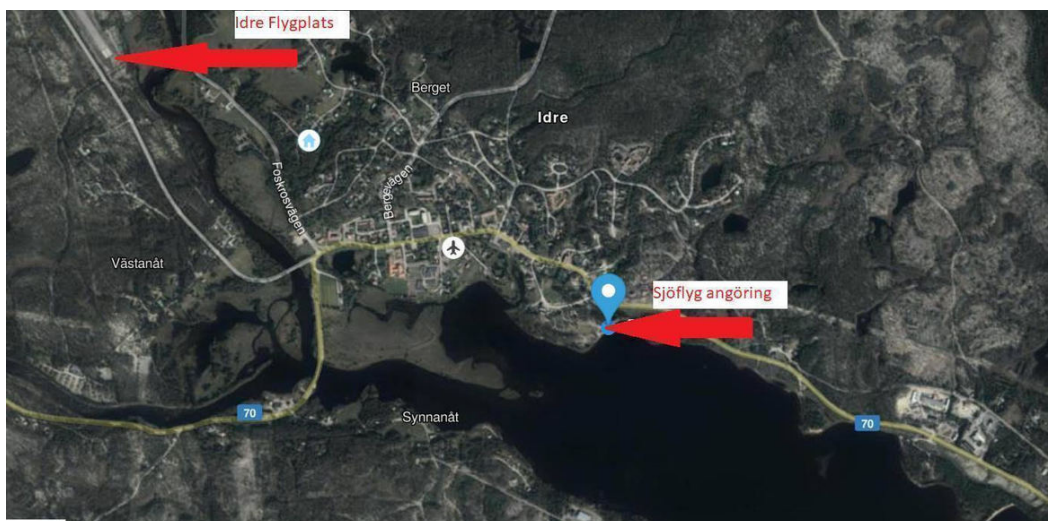 Idre Flygplats
Berget
Idre
Foskrosvägen
Bergevägen
Västanåt
Sjöflyg angöring
70
Synnanåt
70